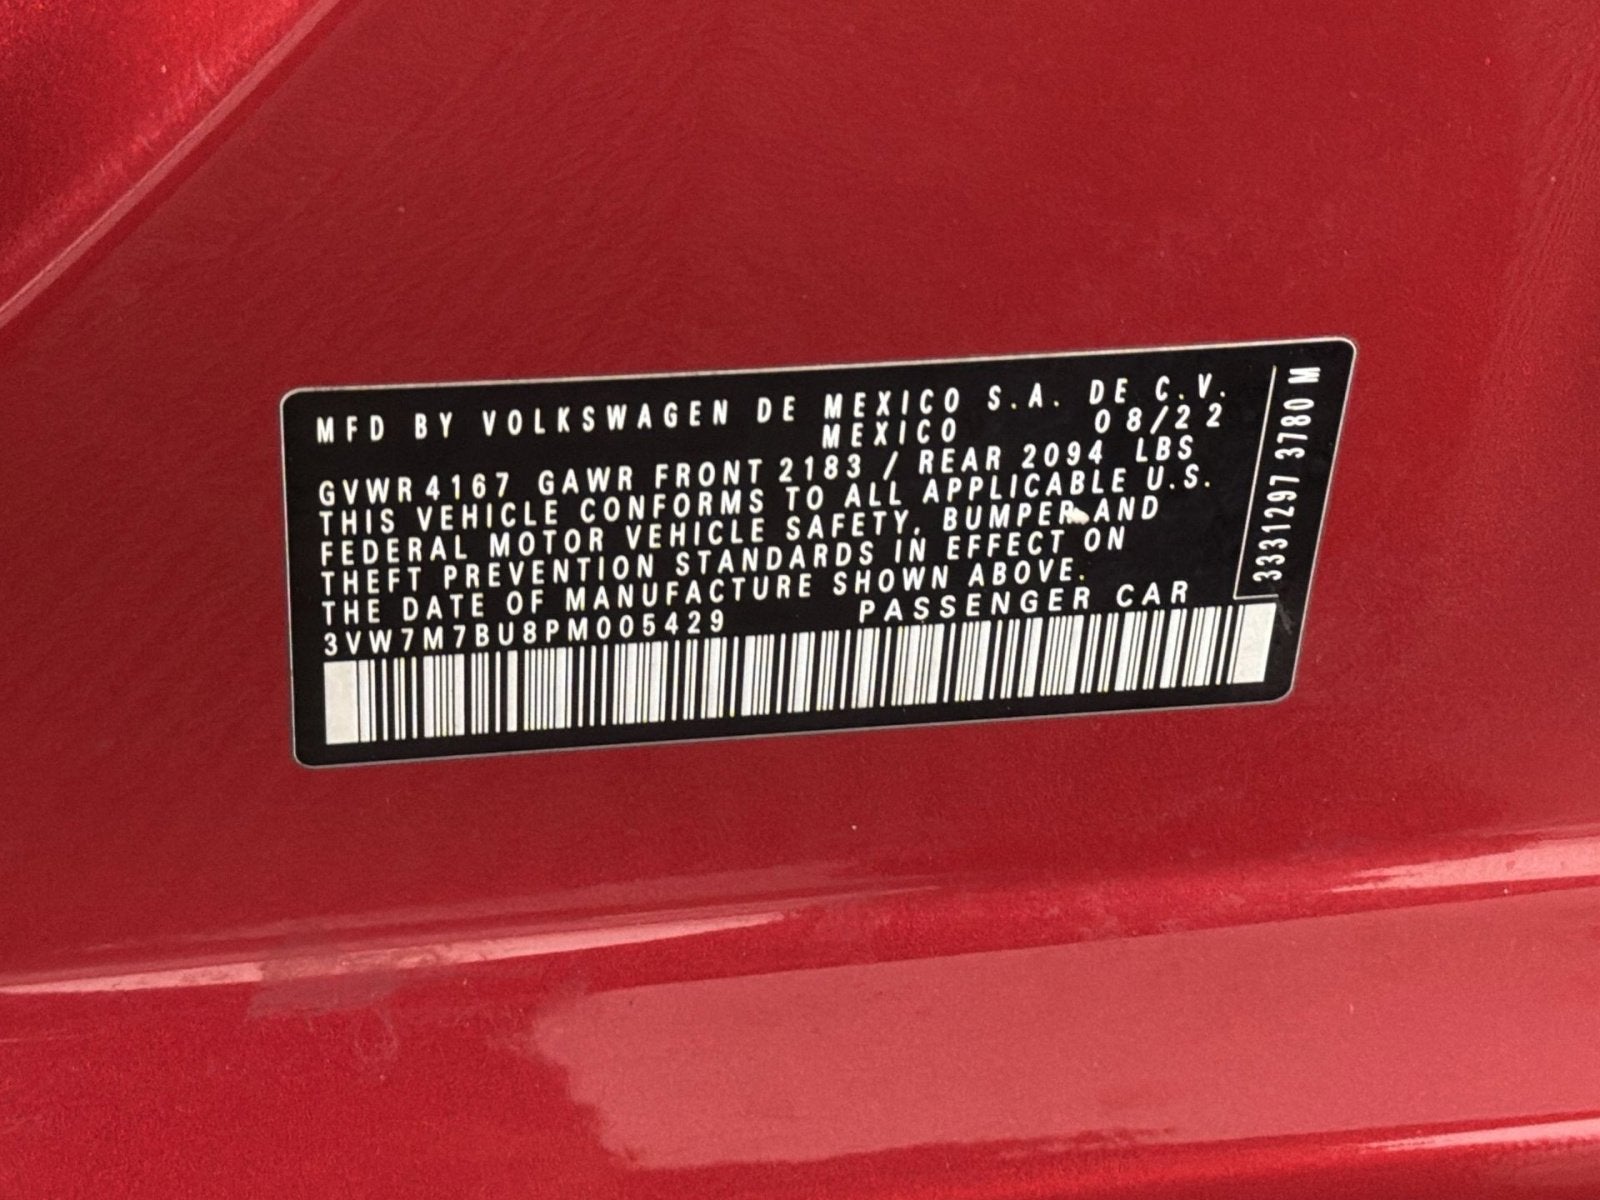 MFD BY VOLKSWAGEN DE MEXICO S.A. DE C.V.
MEXICO 08/22
GVWR 4167 GAWR FRONT 2183 / REAR 2094 LBS
THIS VEHICLE CONFORMS TO ALL APPLICABLE U.S.
FEDERAL MOTOR VEHICLE SAFETY, BUMPER AND
THEFT PREVENTION STANDARDS IN EFFECT ON
THE DATE OF MANUFACTURE SHOWN ABOVE.
3VW7M7BU8PM005429 PASSENGER CAR
3331297 3780 M